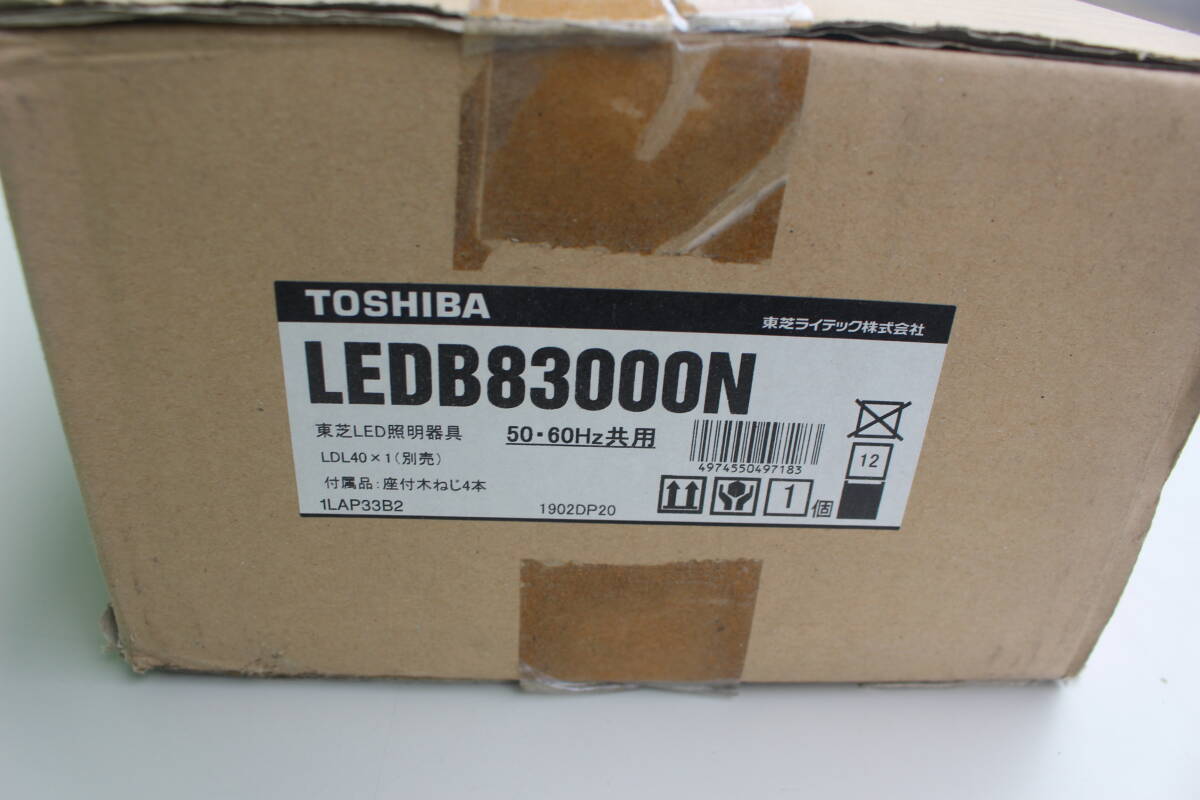 TOSHIBA
東芝ライテック株式会社
LEDB83000N
東芝LED照明器具 50・60Hz共用
LDL40×1(別売)
4974550497183
12
付属品:座付木ねじ4本
1個
1LAP33B2 1902DP20